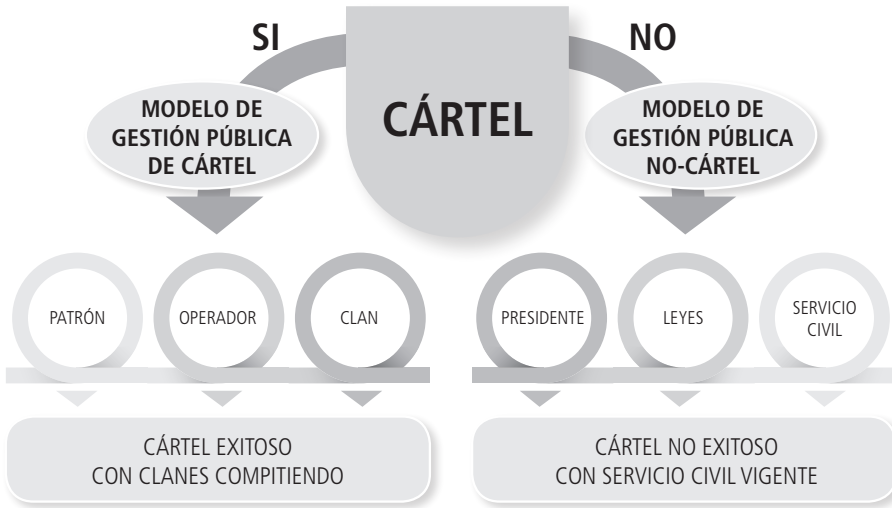 SI
NO
CÁRTEL
MODELO DE
GESTIÓN PÚBLICA
DE CÁRTEL
MODELO DE
GESTIÓN PÚBLICA
NO-CÁRTEL
PATRÓN
OPERADOR
CLAN
PRESIDENTE
LEYES
SERVICIO
CIVIL
CÁRTEL EXITOSO
CON CLANES COMPITIENDO
CÁRTEL NO EXITOSO
CON SERVICIO CIVIL VIGENTE